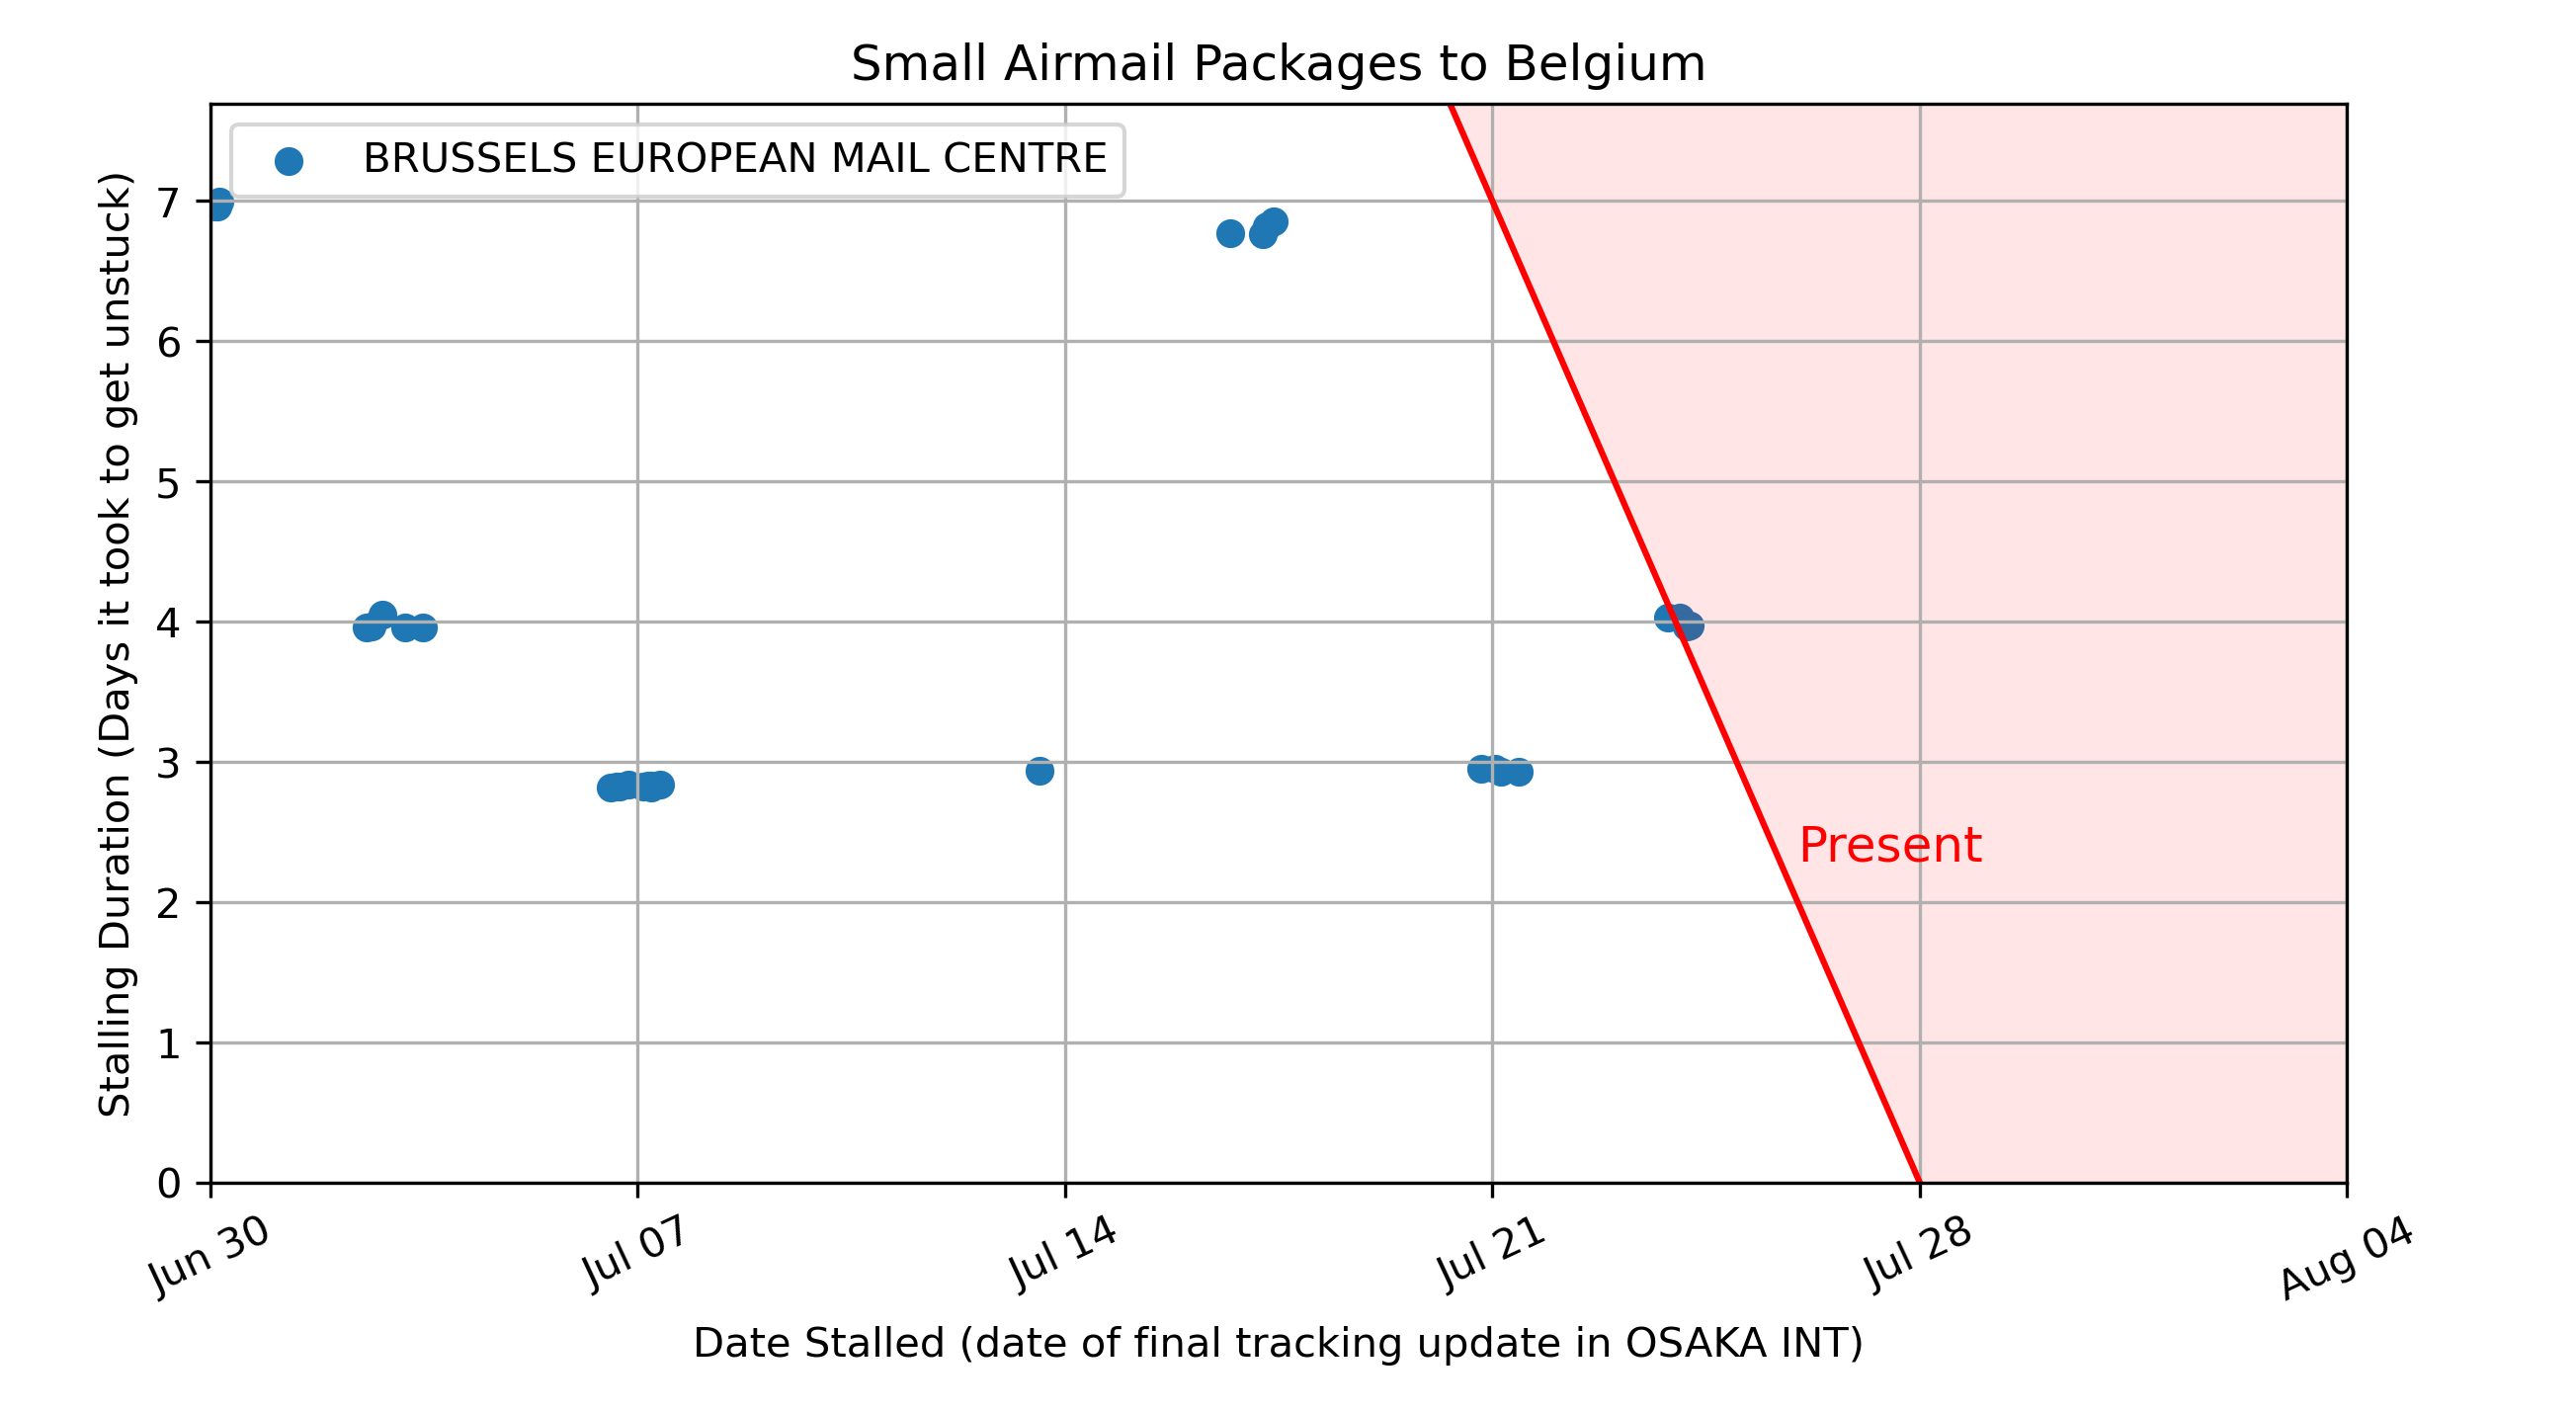 Small Airmail Packages to Belgium
BRUSSELS EUROPEAN MAIL CENTRE
Stalling Duration (Days it took to get unstuck)
7
6
5
4
3
2
1
0
Present
Jun 30
Jul 07
Jul 14
Jul 21
Jul 28
Aug 04
Date Stalled (date of final tracking update in OSAKA INT)